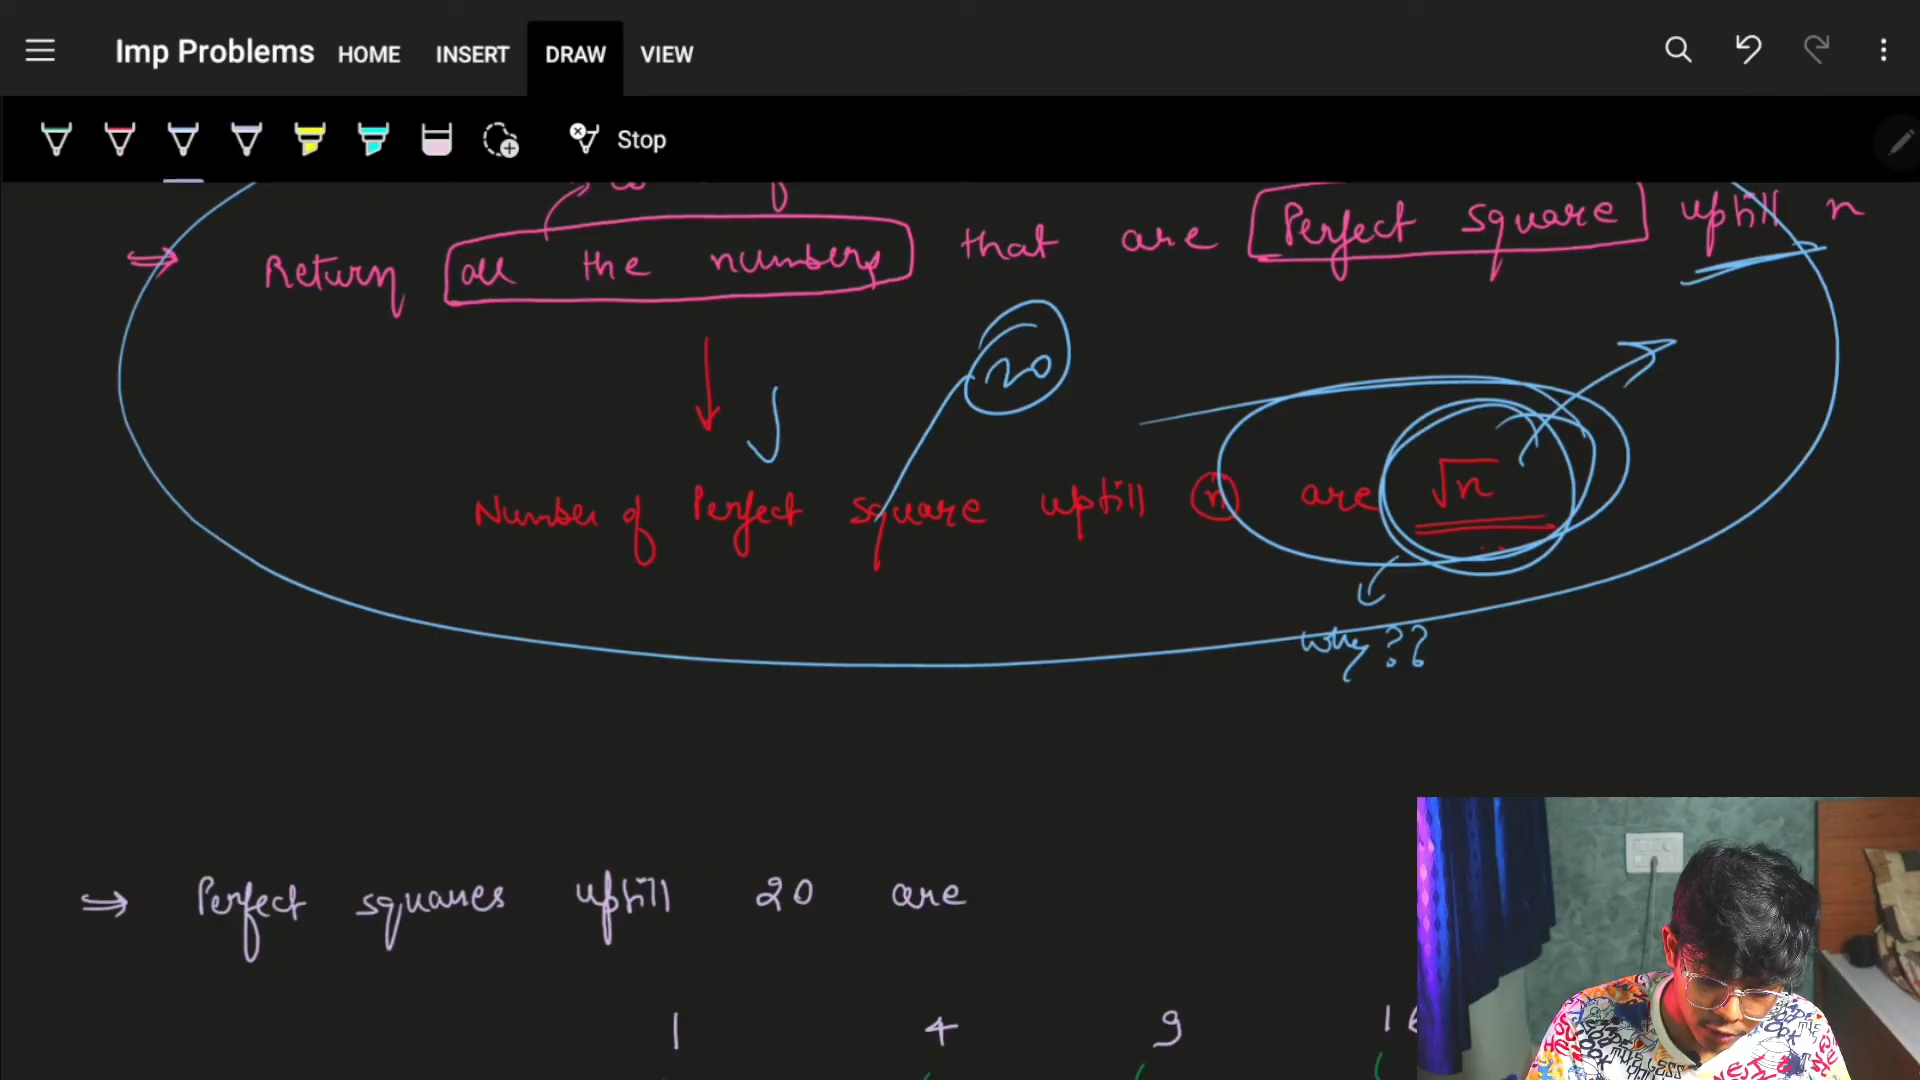 Imp Problems HOME INSERT DRAW VIEW
Stop
Return all the numbers that are Perfect square uptill n
20
Number of Perfect square uptill n are √n
why??
⇒ Perfect squares uptill 20 are
1 4 9